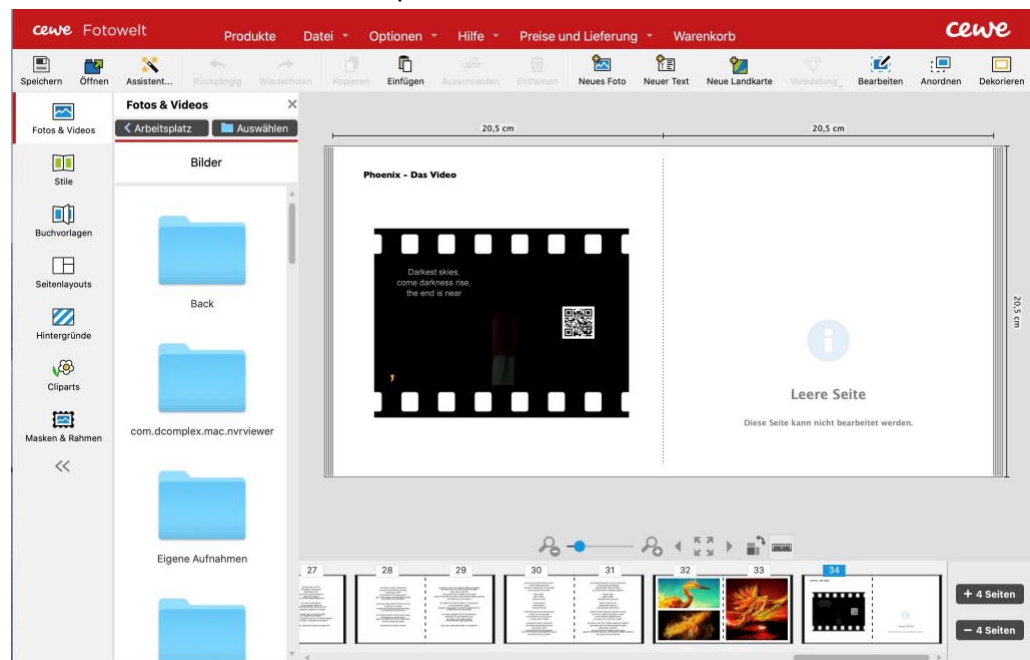 cewe Fotowelt
Produkte Datei Optionen Hilfe Preise und Lieferung Warenkorb
cewe
Speichern Öffnen Assistent... Rückgängig Wiederholen Kopieren Einfügen Ausschneiden Entfernen Neues Foto Neuer Text Neue Landkarte Veredelung Bearbeiten Anordnen Dekorieren
Fotos & Videos
Stile
Buchvorlagen
Seitenlayouts
Hintergründe
Cliparts
Masken & Rahmen
Fotos & Videos
Arbeitsplatz Auswählen
Bilder
Back
com.dcomplex.mac.nvrviewer
Eigene Aufnahmen
20,5 cm 20,5 cm
Phoenix - Das Video
Darkest skies,
come darkness rise,
the end is near
20,5 cm
Leere Seite
Diese Seite kann nicht bearbeitet werden.
27 28 29 30 31 32 33 34
+ 4 Seiten
− 4 Seiten